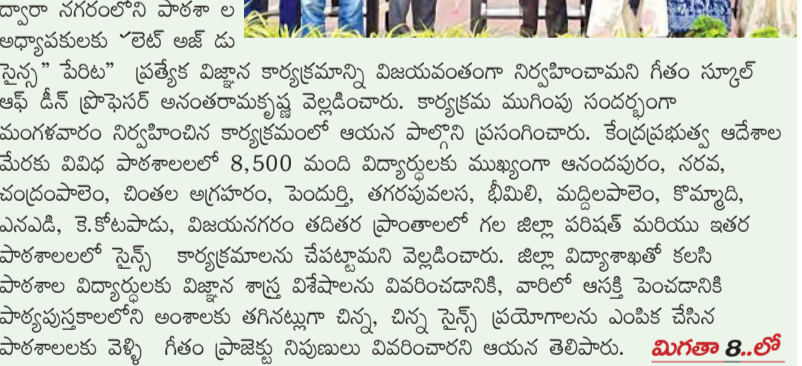 ద్వారా నగరంలోని పాఠశా ల
అధ్యాపకులకు "లెట్ అజ్ డు
సైన్స" పేరిట" ప్రత్యేక విజ్ఞాన కార్యక్రమాన్ని విజయవంతంగా నిర్వహించామని గీతం స్కూల్
ఆఫ్ డీన్ ప్రొఫెసర్ అనంతరామకృష్ణ వెల్లడించారు. కార్యక్రమ ముగింపు సందర్భంగా
మంగళవారం నిర్వహించిన కార్యక్రమంలో ఆయన పాల్గొని ప్రసంగించారు. కేంద్రప్రభుత్వ ఆదేశాల
మేరకు వివిధ పాఠశాలలలో 8,500 మంది విద్యార్థులకు ముఖ్యంగా ఆనందపురం, నరవ,
చంద్రంపాలెం, చింతల అగ్రహారం, పెందుర్తి, తగరపువలస, భీమిలి, మద్దిలపాలెం, కొమ్మాది,
ఎనఎడి, కె.కోటపాడు, విజయనగరం తదితర ప్రాంతాలలో గల జిల్లా పరిషత్ మరియు ఇతర
పాఠశాలలలో సైన్స్ కార్యక్రమాలను చేపట్టామని వెల్లడించారు. జిల్లా విద్యాశాఖతో కలసి
పాఠశాల విద్యార్థులకు విజ్ఞాన శాస్త్ర విశేషాలను వివరించడానికి, వారిలో ఆసక్తి పెంచడానికి
పాఠ్యపుస్తకాలలోని అంశాలకు తగినట్లుగా చిన్న, చిన్న సైన్స్ ప్రయోగాలను ఎంపిక చేసిన
పాఠశాలలకు వెళ్ళి గీతం ప్రాజెక్టు నిపుణులు వివరించారని ఆయన తెలిపారు. మిగతా 8..లో